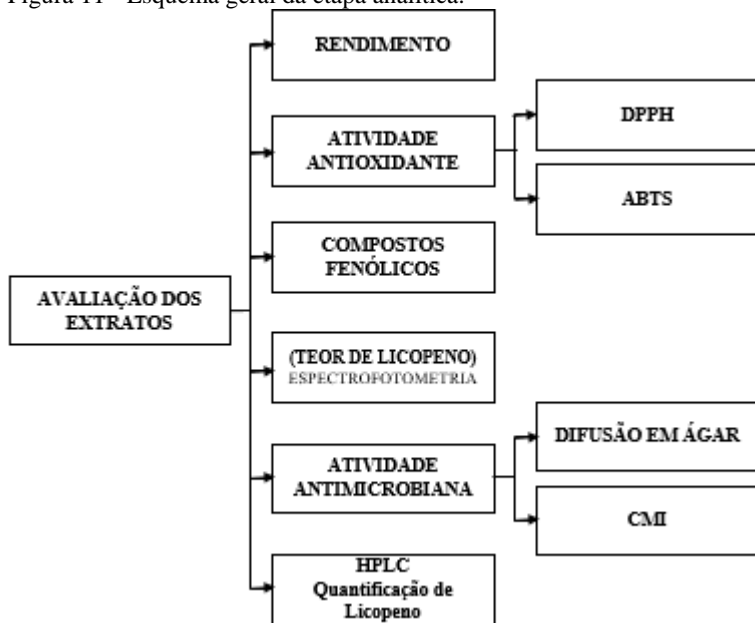 Figura 11 - Esquema geral da etapa analítica.
RENDIMENTO
ATIVIDADE
ANTIOXIDANTE
DPPH
ABTS
COMPOSTOS
FENÓLICOS
AVALIAÇÃO DOS
EXTRATOS
(TEOR DE LICOPENO)
ESPECTROFOTOMETRIA
ATIVIDADE
ANTIMICROBIANA
DIFUSÃO EM ÁGAR
CMI
HPLC
Quantificação de
Licopeno